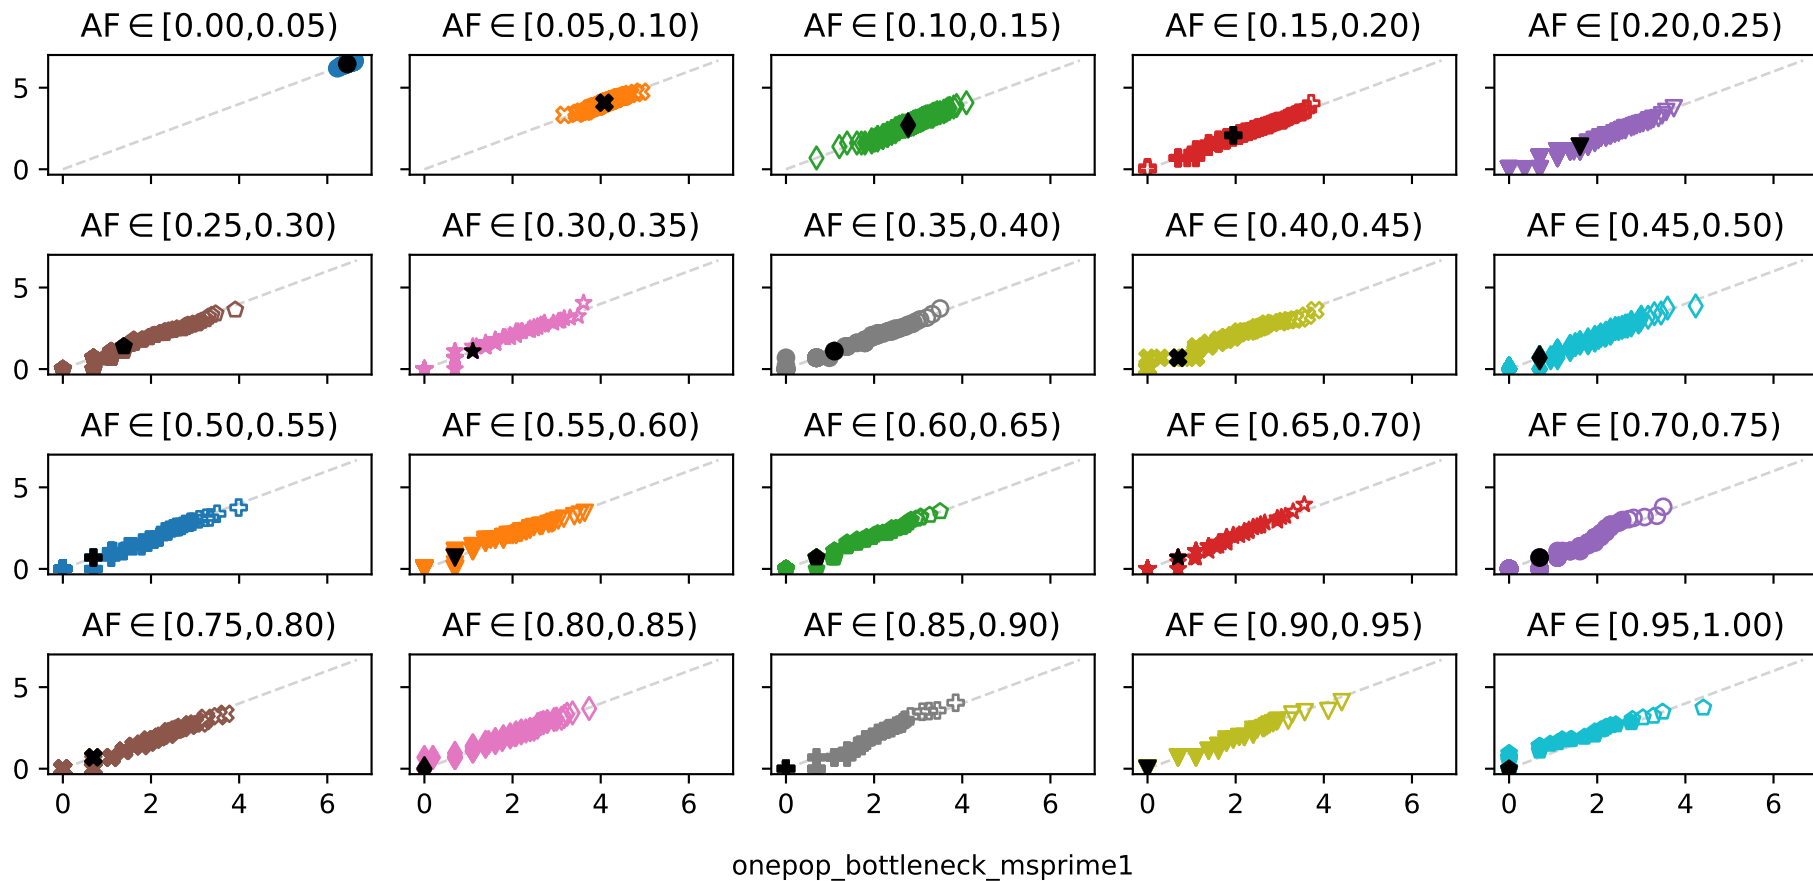 AF ∈ [0.00,0.05) AF ∈ [0.05,0.10) AF ∈ [0.10,0.15) AF ∈ [0.15,0.20) AF ∈ [0.20,0.25)
5
0
AF ∈ [0.25,0.30) AF ∈ [0.30,0.35) AF ∈ [0.35,0.40) AF ∈ [0.40,0.45) AF ∈ [0.45,0.50)
5
0
AF ∈ [0.50,0.55) AF ∈ [0.55,0.60) AF ∈ [0.60,0.65) AF ∈ [0.65,0.70) AF ∈ [0.70,0.75)
5
0
AF ∈ [0.75,0.80) AF ∈ [0.80,0.85) AF ∈ [0.85,0.90) AF ∈ [0.90,0.95) AF ∈ [0.95,1.00)
5
0
0 2 4 6 0 2 4 6 0 2 4 6 0 2 4 6 0 2 4 6
onepop_bottleneck_msprime1